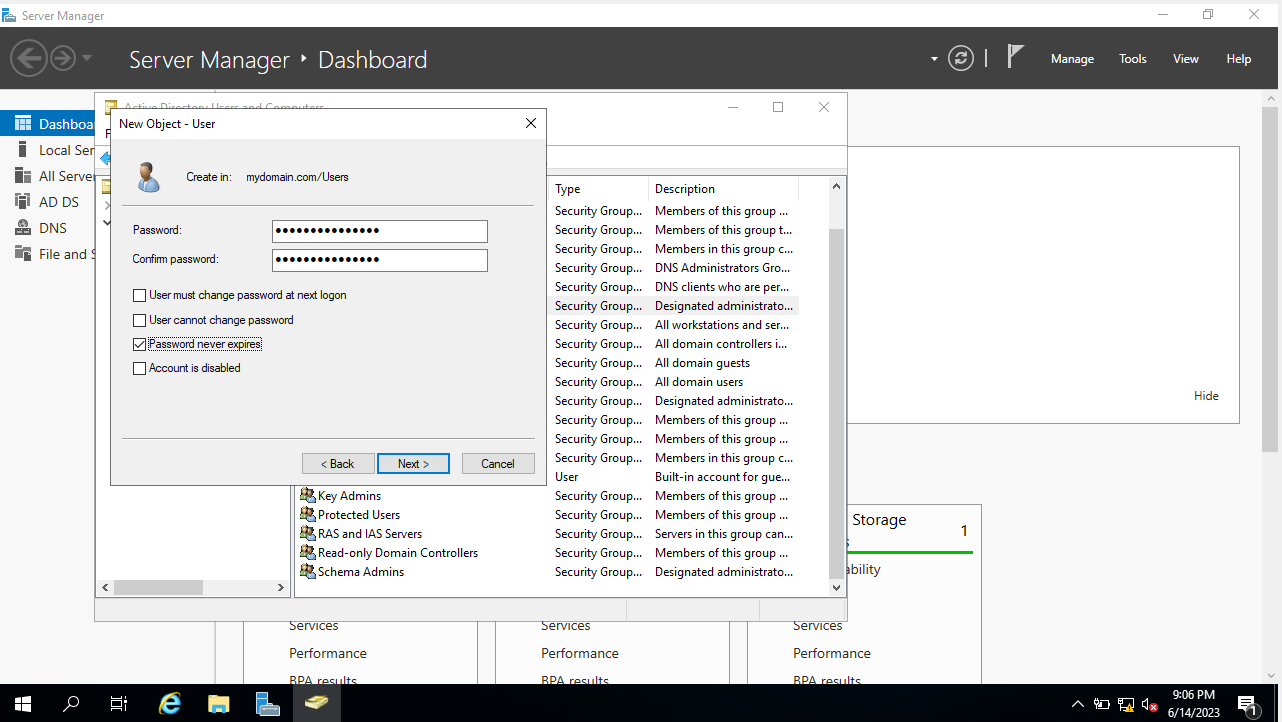 Server Manager
Server Manager Dashboard
Manage Tools View Help
Dashboa
Local Ser
All Server
AD DS
DNS
File and S
Active Directory Users and Computers
New Object - User
Create in: mydomain.com/Users
Password:
Confirm password:
User must change password at next logon
User cannot change password
Password never expires
Account is disabled
< Back Next > Cancel
Type Description
Security Group... Members of this group ...
Security Group... Members of this group t...
Security Group... Members in this group c...
Security Group... DNS Administrators Gro...
Security Group... DNS clients who are per...
Security Group... Designated administrato...
Security Group... All workstations and ser...
Security Group... All domain controllers i...
Security Group... All domain guests
Security Group... All domain users
Security Group... Designated administrato...
Security Group... Members of this group ...
Security Group... Members of this group ...
Security Group... Members in this group c...
User Built-in account for gue...
Key Admins Security Group... Members of this group ...
Protected Users Security Group... Members of this group ...
RAS and IAS Servers Security Group... Servers in this group can...
Read-only Domain Controllers Security Group... Members of this group ...
Schema Admins Security Group... Designated administrato...
Hide
Storage
1
ability
Services Services Services
Performance Performance Performance
BPA results BPA results BPA results
9:06 PM
6/14/2023
1